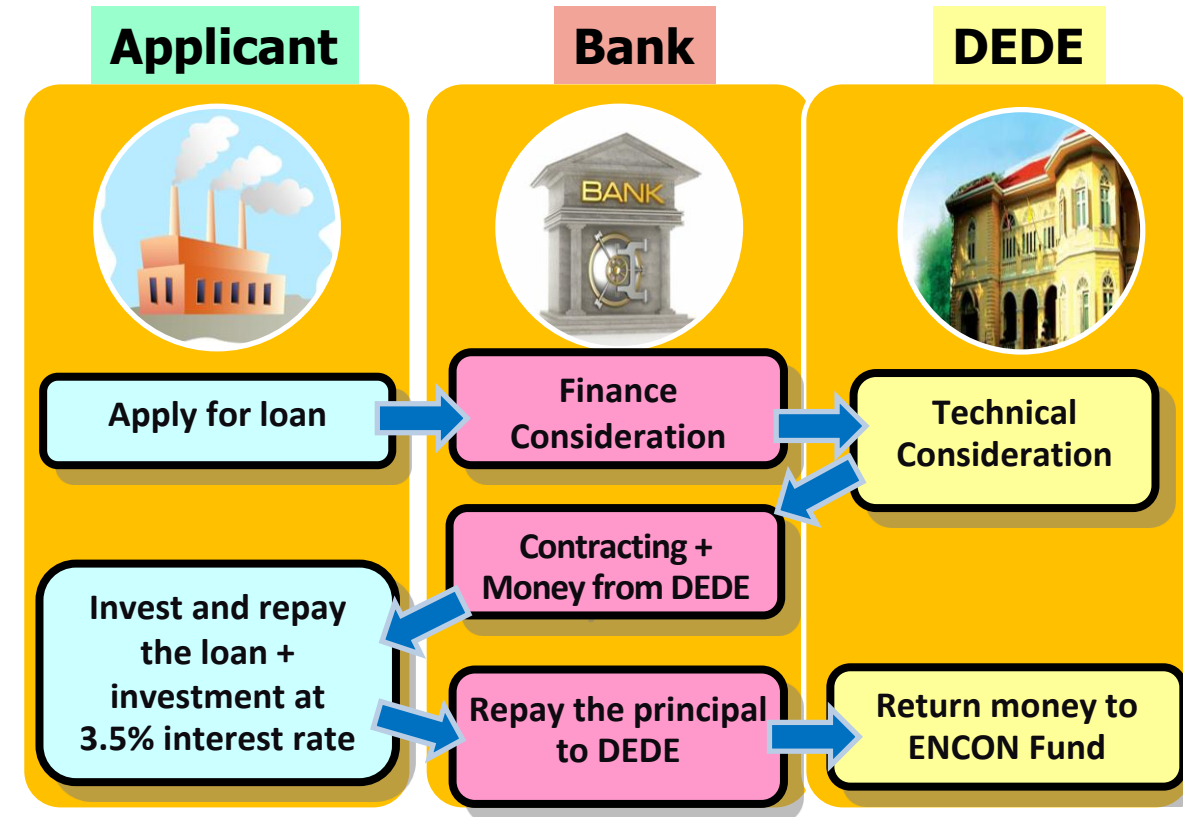 Applicant
Bank
DEDE
BANK
Apply for loan
Finance
Consideration
Technical
Consideration
Contracting +
Money from DEDE
Invest and repay
the loan +
investment at
3.5% interest rate
Repay the principal
to DEDE
Return money to
ENCON Fund